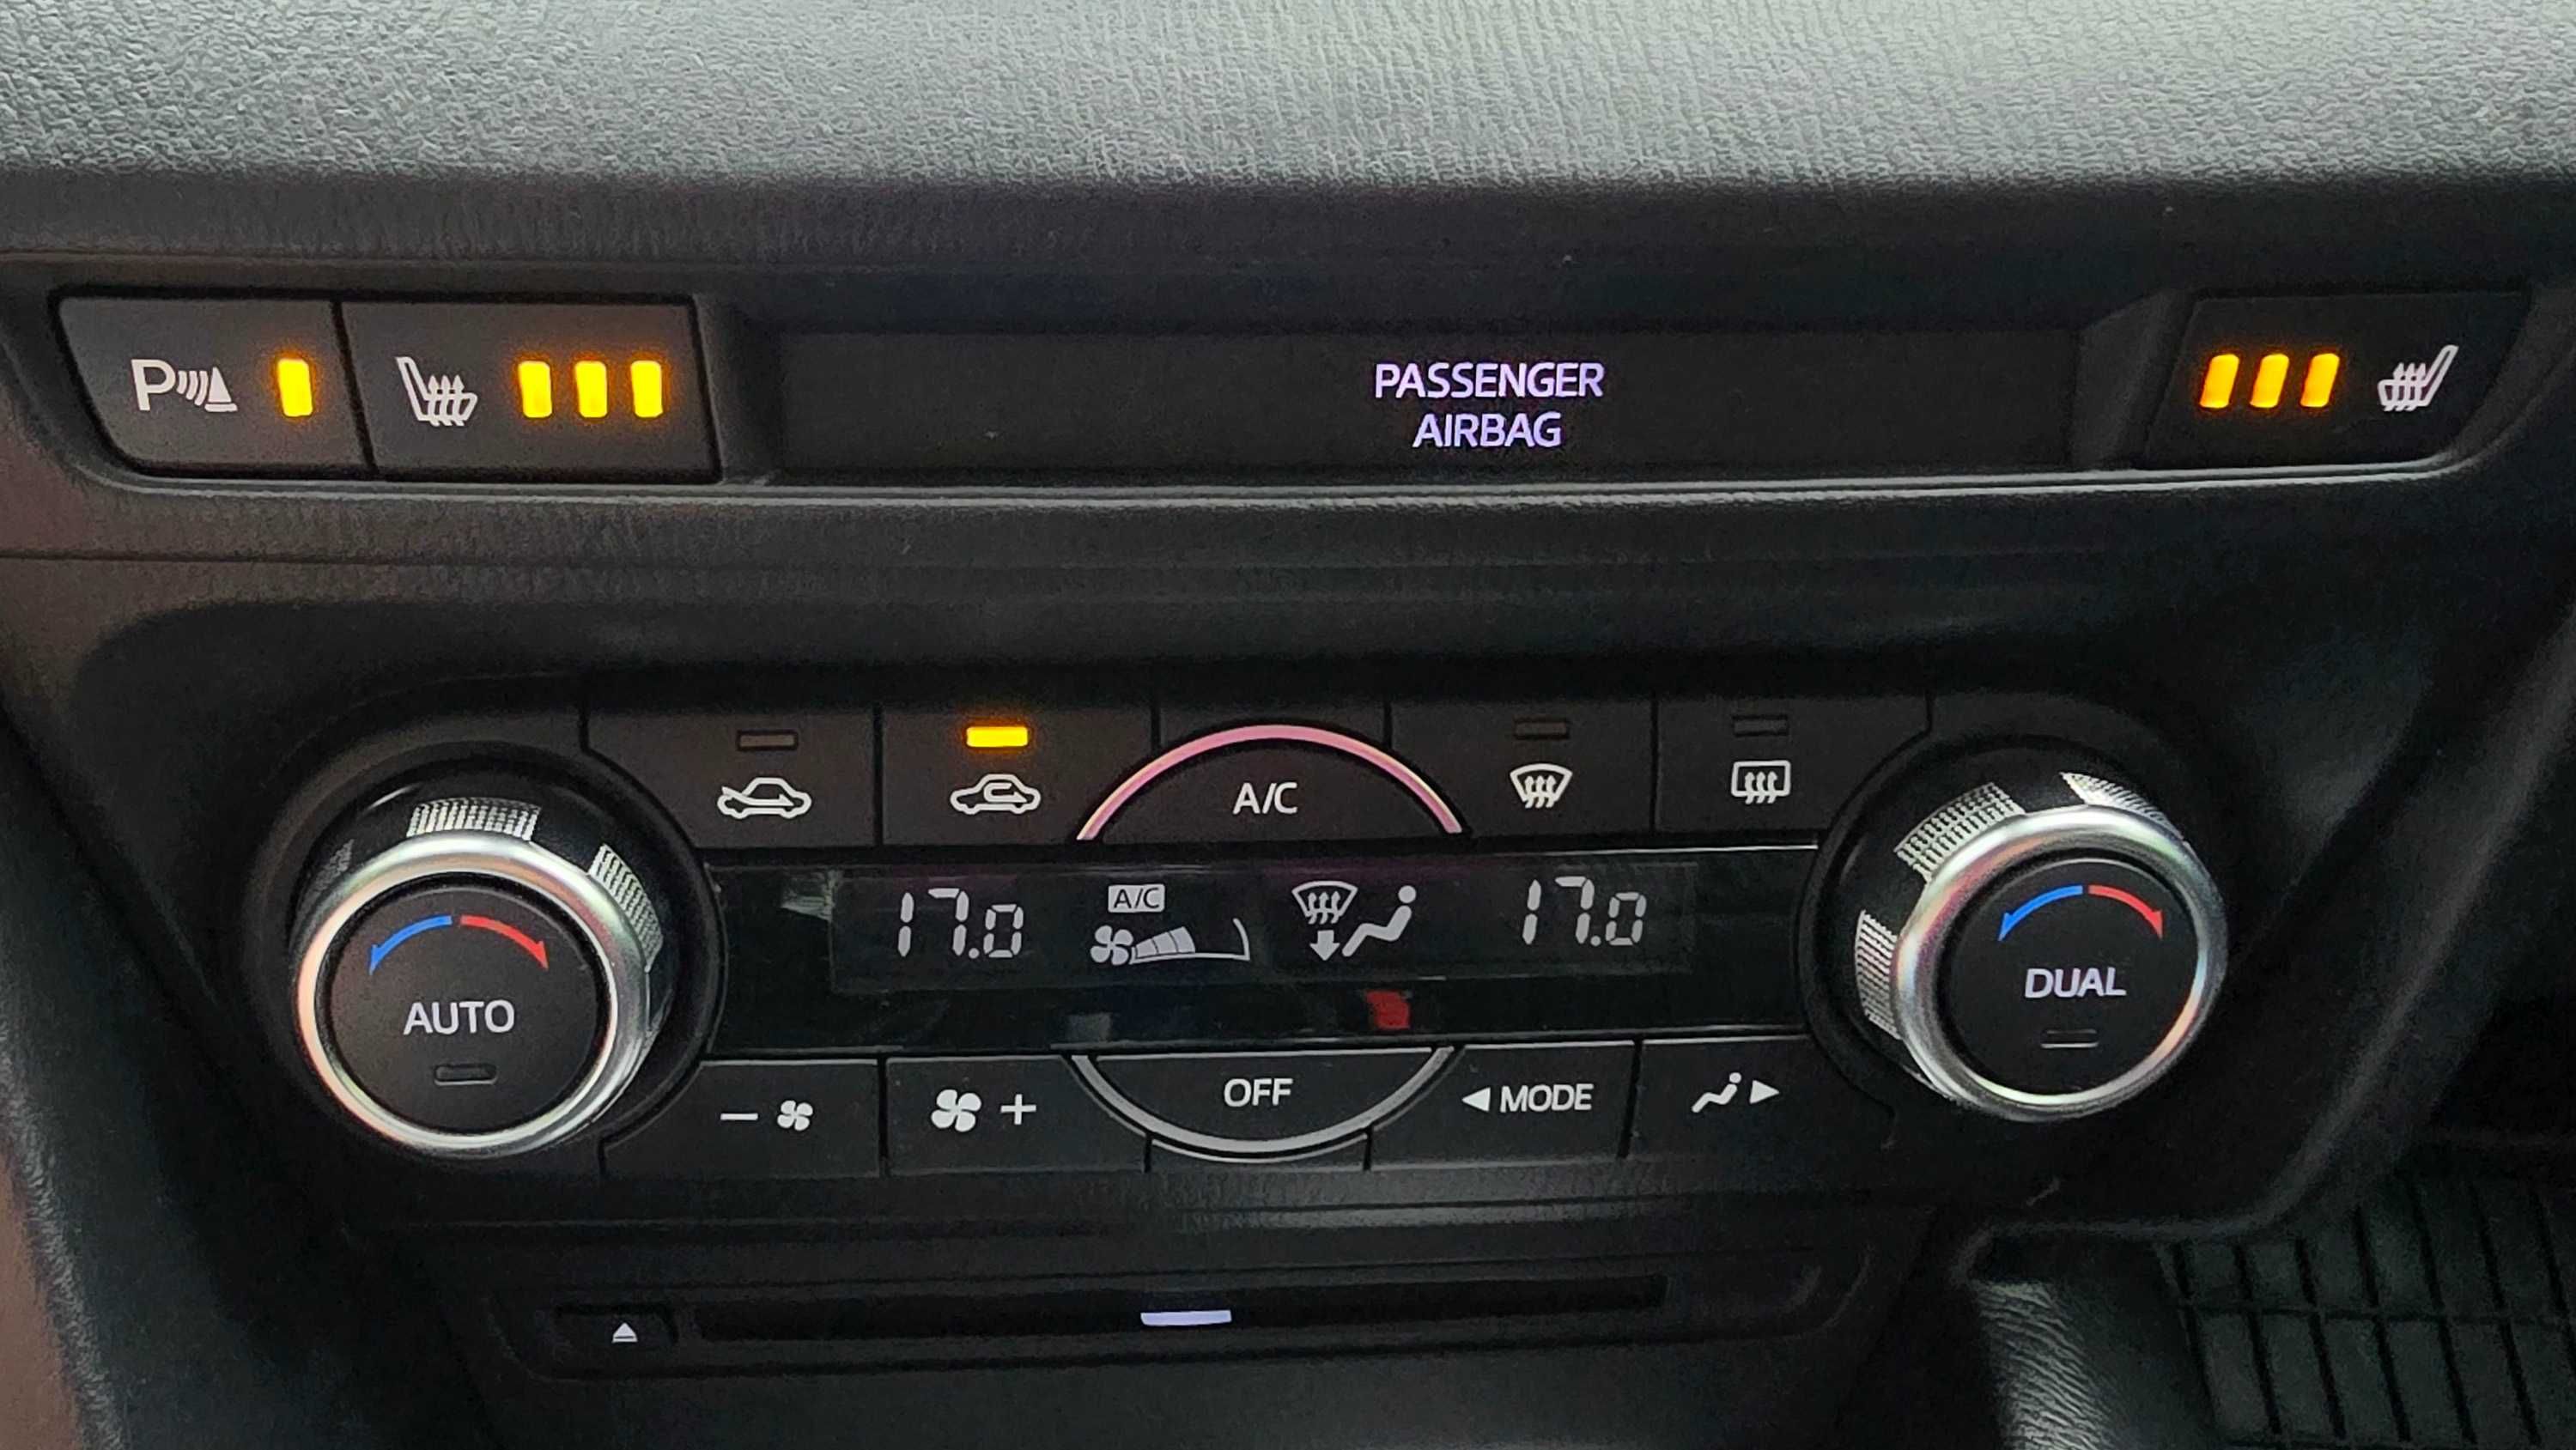 P
PASSENGER
AIRBAG
A/C
17.0
A/C
17.0
AUTO
DUAL
OFF
MODE